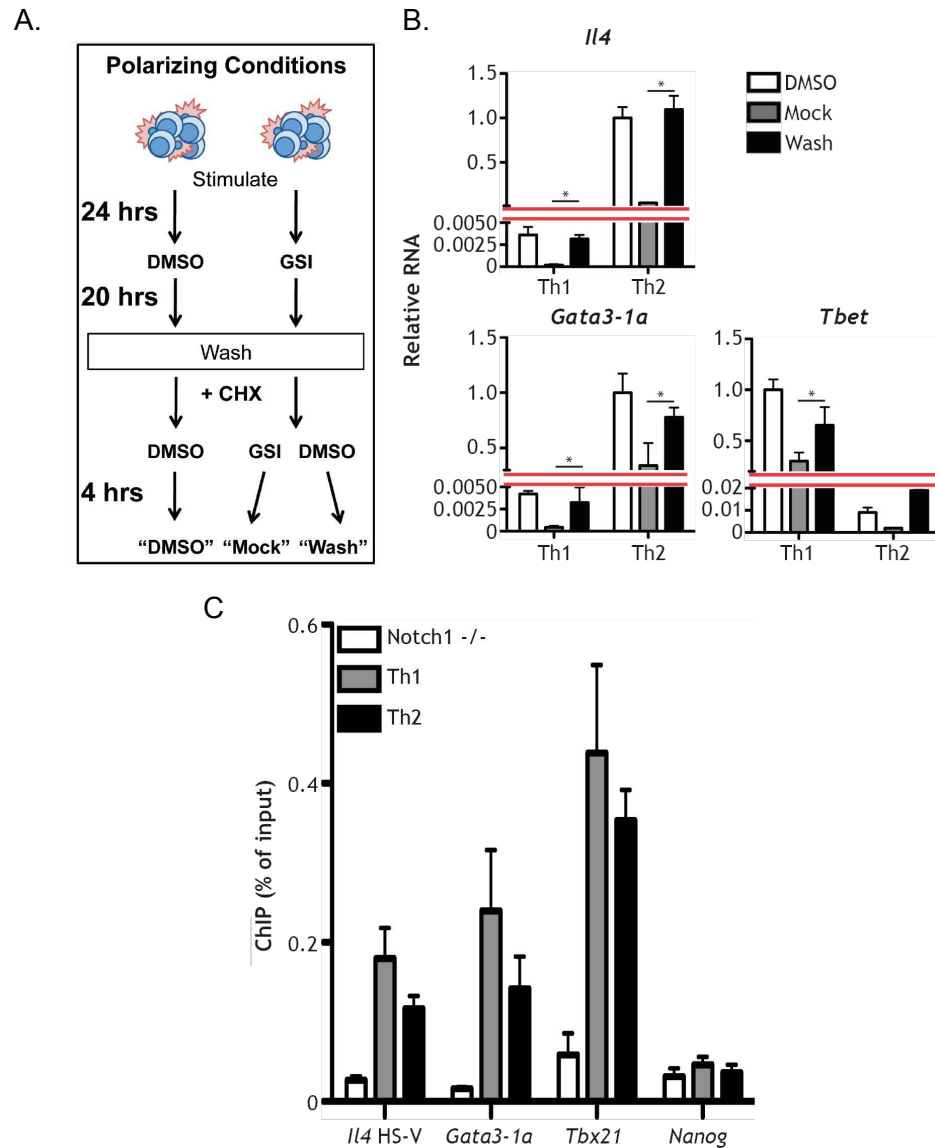 A.
Polarizing Conditions
Stimulate
24 hrs
DMSO GSI
20 hrs
Wash
+ CHX
DMSO GSI DMSO
4 hrs
“DMSO” “Mock” “Wash”
B.
Il4
DMSO
Mock
Wash
1.5
1.0
0.5
0.0050
0.0025
0
*
*
Th1 Th2
Relative RNA
Gata3-1a
1.5
1.0
0.5
0.0050
0.0025
0
*
*
Th1 Th2
Tbet
1.5
1.0
0.5
0.02
0.01
0
*
Th1 Th2
C
Notch1 -/-
Th1
Th2
ChIP (% of input)
0.6
0.4
0.2
0
Il4 HS-V Gata3-1a Tbx21 Nanog